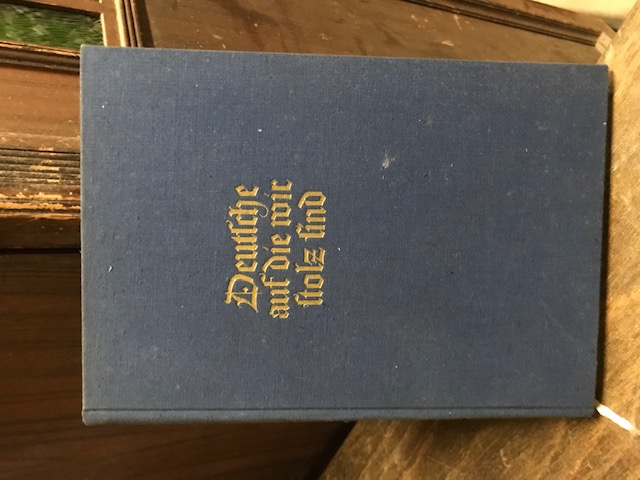 Deutſche
auf die wir
ſtolz ſind